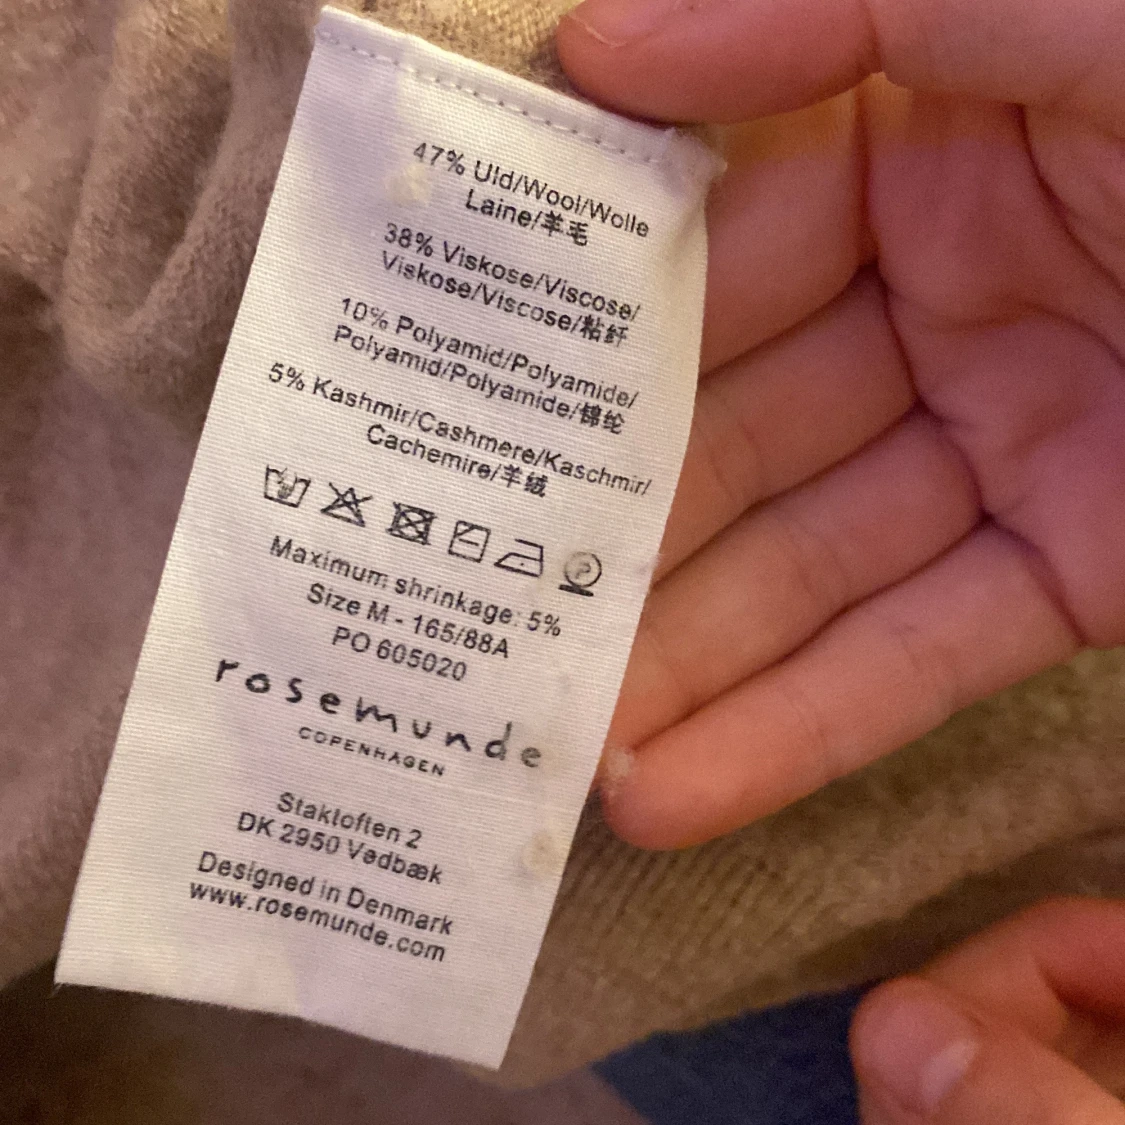 47% Uld/Wool/Wolle
Laine/羊毛
38% Viskose/Viscose/
Viskose/Viscose/粘纤
10% Polyamid/Polyamide/
Polyamid/Polyamide/锦纶
5% Kashmir/Cashmere/Kaschmir/
Cachemire/羊绒
P
Maximum shrinkage: 5%
Size M - 165/88A
PO 605020
rosemunde
COPENHAGEN
Staktoften 2
DK 2950 Vedbæk
Designed in Denmark
www.rosemunde.com